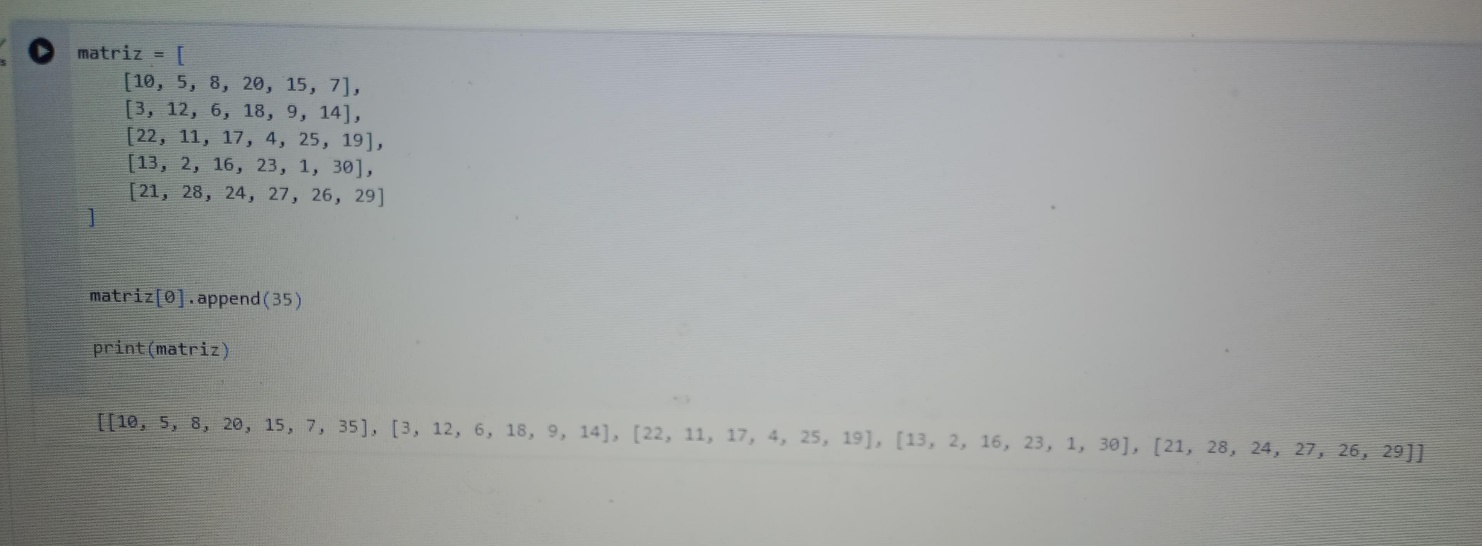 s
matriz = [
[10, 5, 8, 20, 15, 7],
[3, 12, 6, 18, 9, 14],
[22, 11, 17, 4, 25, 19],
[13, 2, 16, 23, 1, 30],
[21, 28, 24, 27, 26, 29]
]
matriz[0].append(35)
print(matriz)
[[10, 5, 8, 20, 15, 7, 35], [3, 12, 6, 18, 9, 14], [22, 11, 17, 4, 25, 19], [13, 2, 16, 23, 1, 30], [21, 28, 24, 27, 26, 29]]